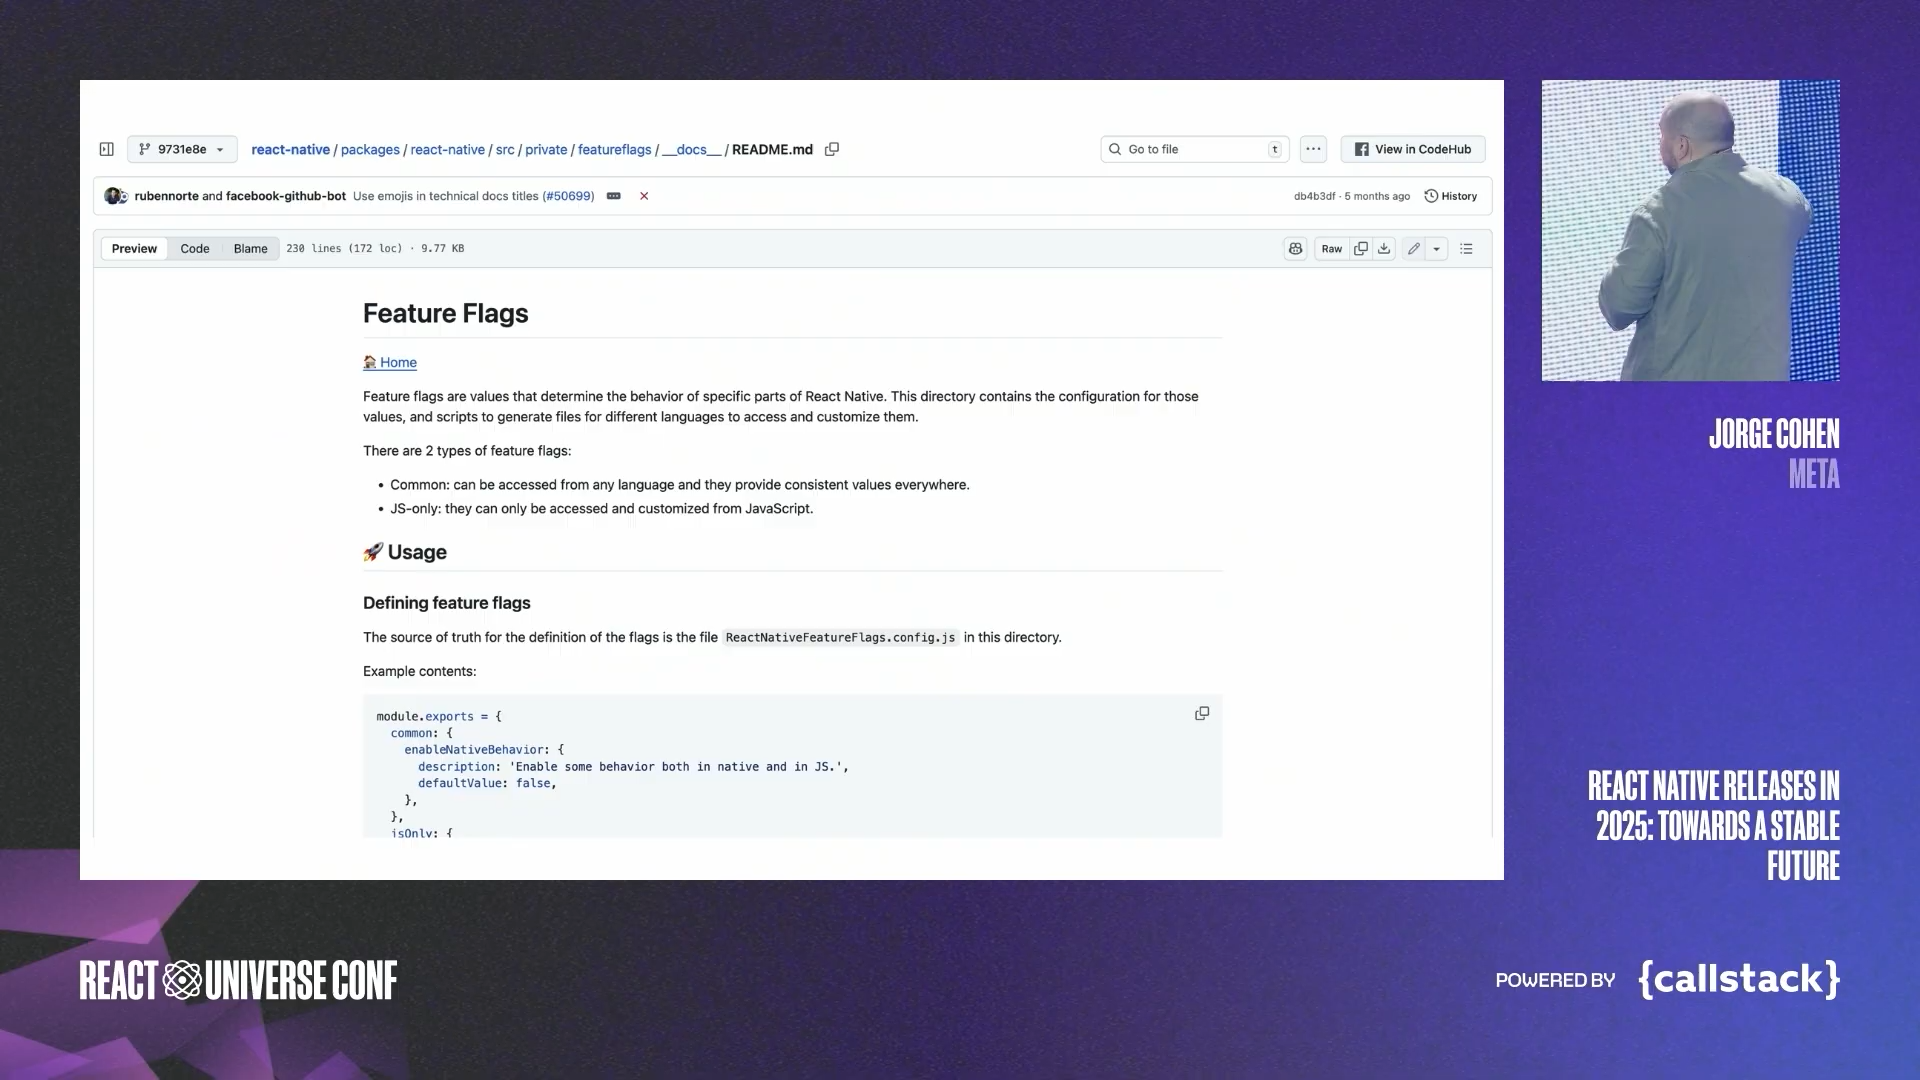 9731e8e
react-native / packages / react-native / src / private / featureflags / __docs__ / README.md
Go to file
t
View in CodeHub
rubennorte and facebook-github-bot Use emojis in technical docs titles (#50699)
db4b3df · 5 months ago
History
Preview
Code
Blame
230 lines (172 loc) · 9.77 KB
Raw
Feature Flags
Home
Feature flags are values that determine the behavior of specific parts of React Native. This directory contains the configuration for those
values, and scripts to generate files for different languages to access and customize them.
There are 2 types of feature flags:
• Common: can be accessed from any language and they provide consistent values everywhere.
• JS-only: they can only be accessed and customized from JavaScript.
🚀 Usage
Defining feature flags
The source of truth for the definition of the flags is the file ReactNativeFeatureFlags.config.js in this directory.
Example contents:
module.exports = {
common: {
enableNativeBehavior: {
description: 'Enable some behavior both in native and in JS.',
defaultValue: false,
},
},
jsOnly: {
JORGE COHEN
META
REACT NATIVE RELEASES IN
2025: TOWARDS A STABLE
FUTURE
REACT UNIVERSE CONF
POWERED BY {callstack}